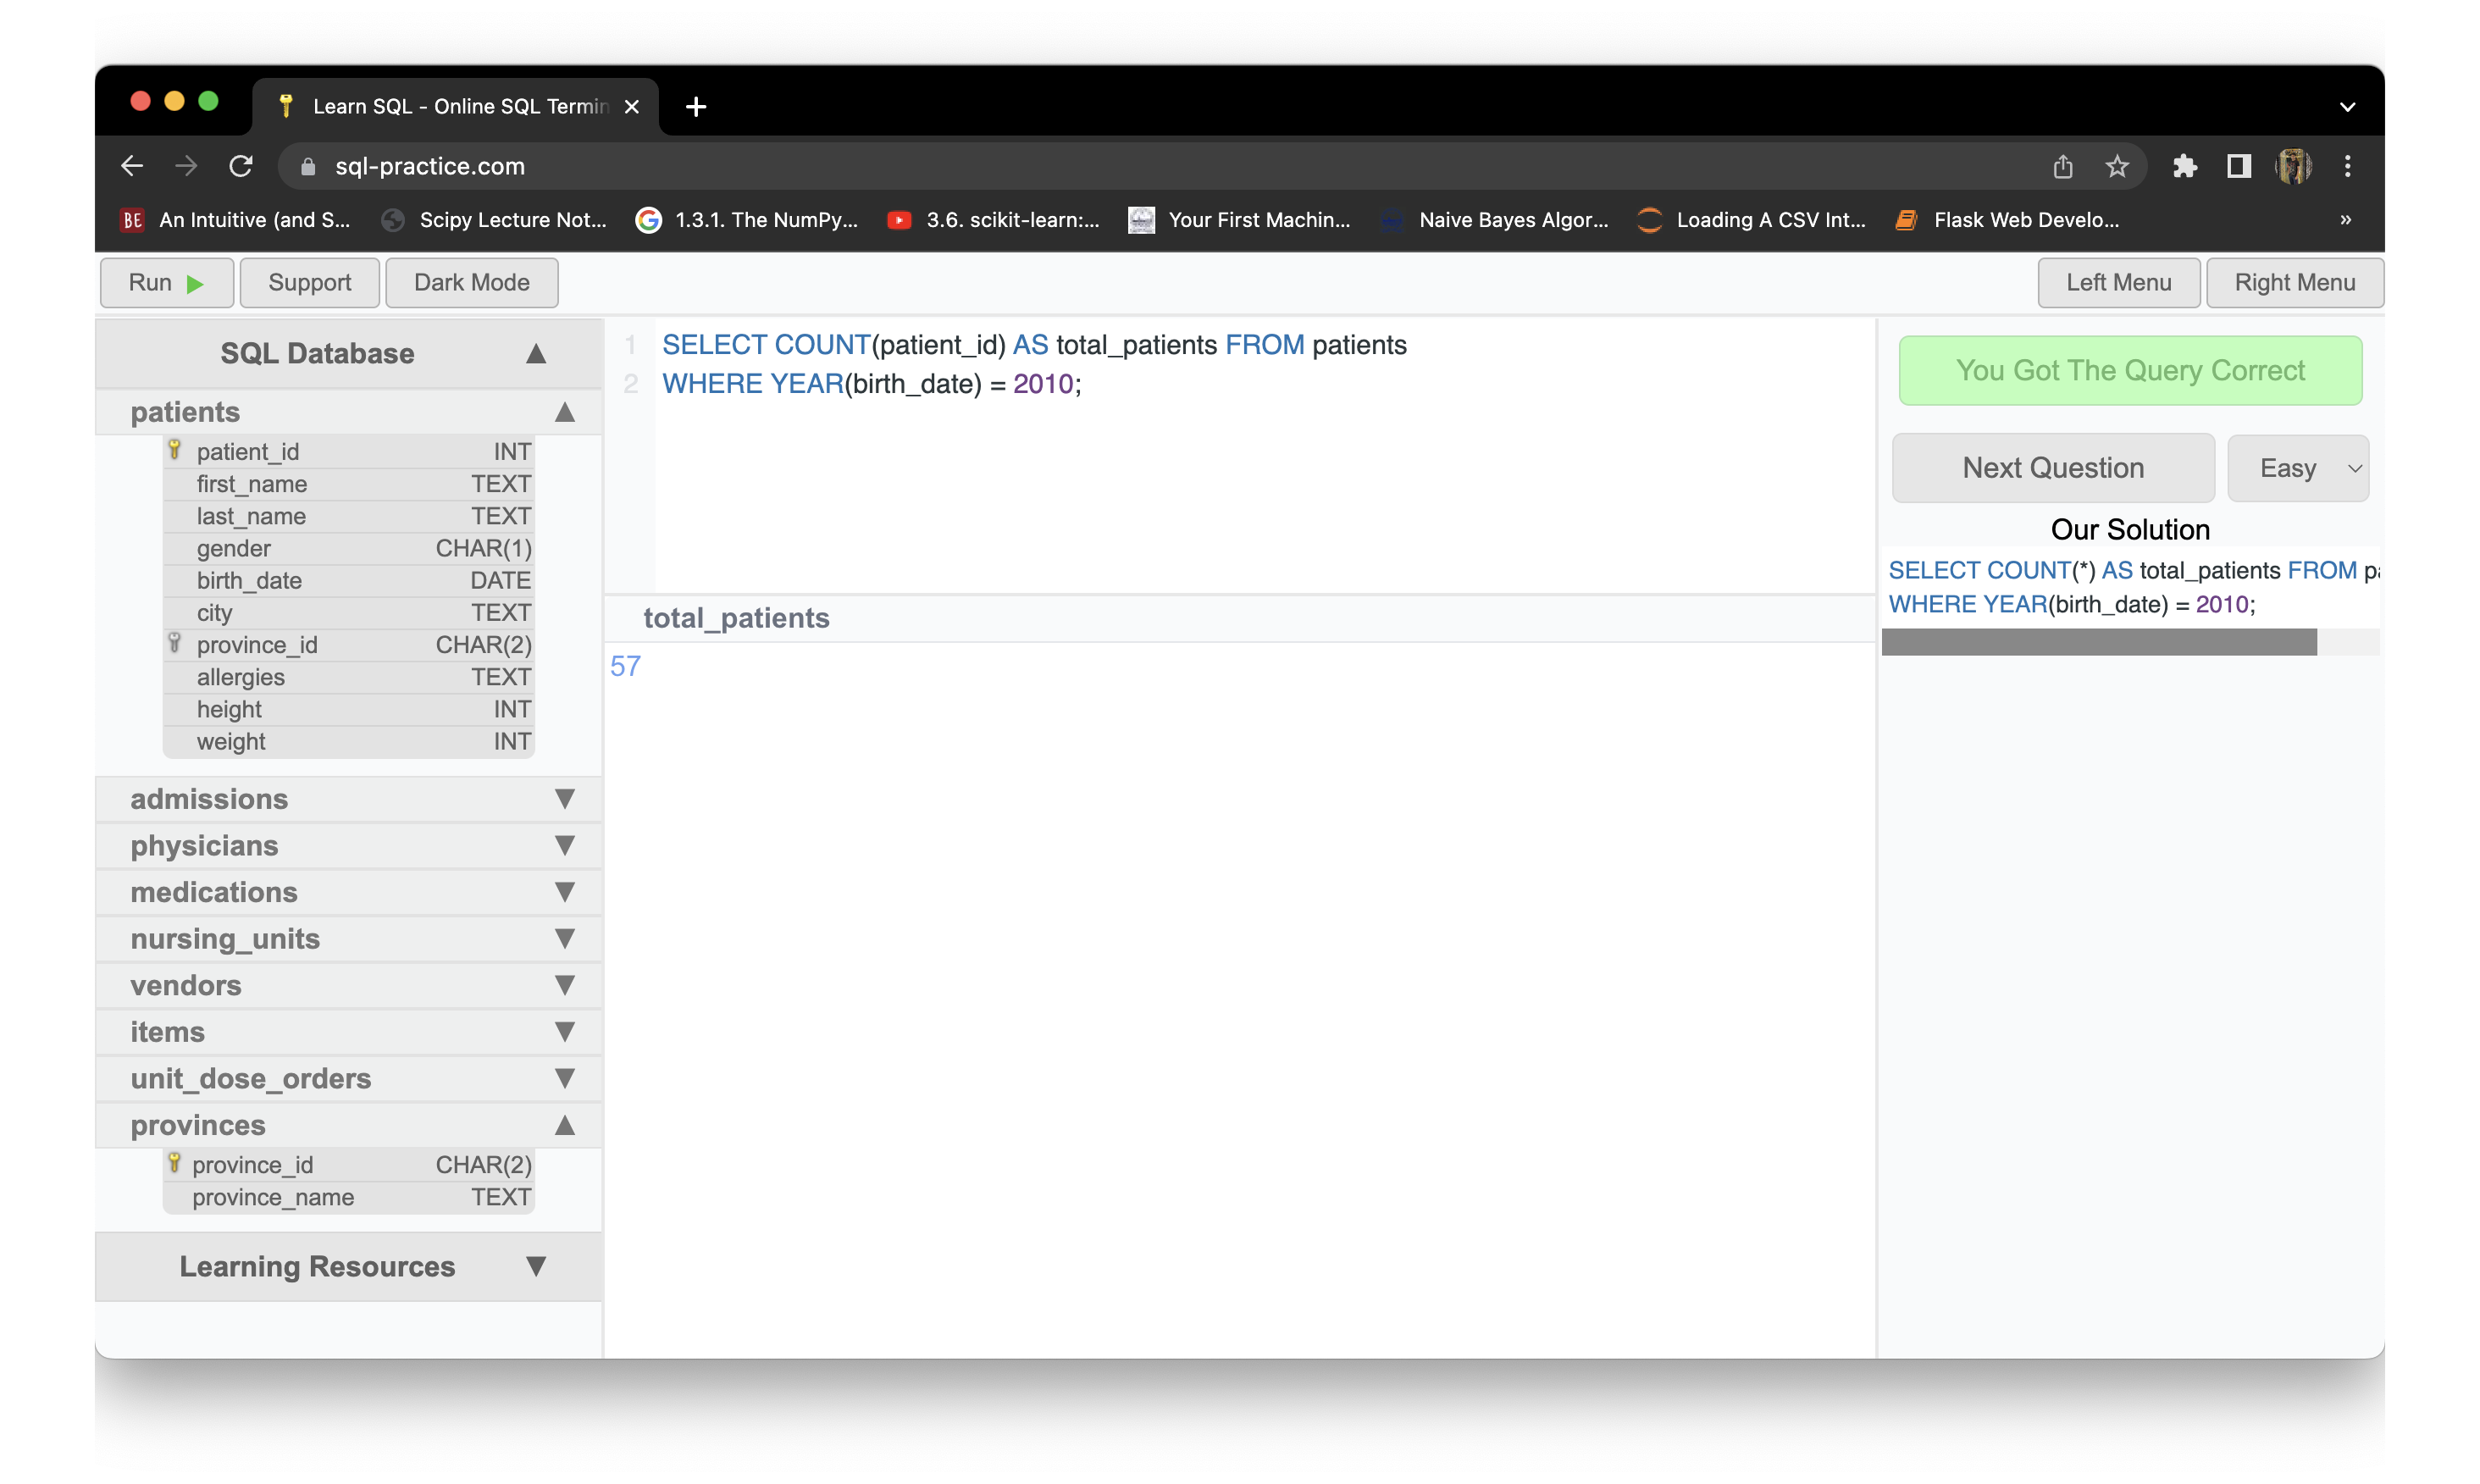 Learn SQL - Online SQL Termin
sql-practice.com
BE An Intuitive (and S...
Scipy Lecture Not...
1.3.1. The NumPy...
3.6. scikit-learn:...
Your First Machin...
Naive Bayes Algor...
Loading A CSV Int...
Flask Web Develo...
»
Run
Support
Dark Mode
Left Menu
Right Menu
SQL Database ▲
patients ▲
patient_id INT
first_name TEXT
last_name TEXT
gender CHAR(1)
birth_date DATE
city TEXT
province_id CHAR(2)
allergies TEXT
height INT
weight INT
admissions ▼
physicians ▼
medications ▼
nursing_units ▼
vendors ▼
items ▼
unit_dose_orders ▼
provinces ▲
province_id CHAR(2)
province_name TEXT
Learning Resources ▼
1 SELECT COUNT(patient_id) AS total_patients FROM patients
2 WHERE YEAR(birth_date) = 2010;
total_patients
57
You Got The Query Correct
Next Question
Easy
Our Solution
SELECT COUNT(*) AS total_patients FROM
WHERE YEAR(birth_date) = 2010;